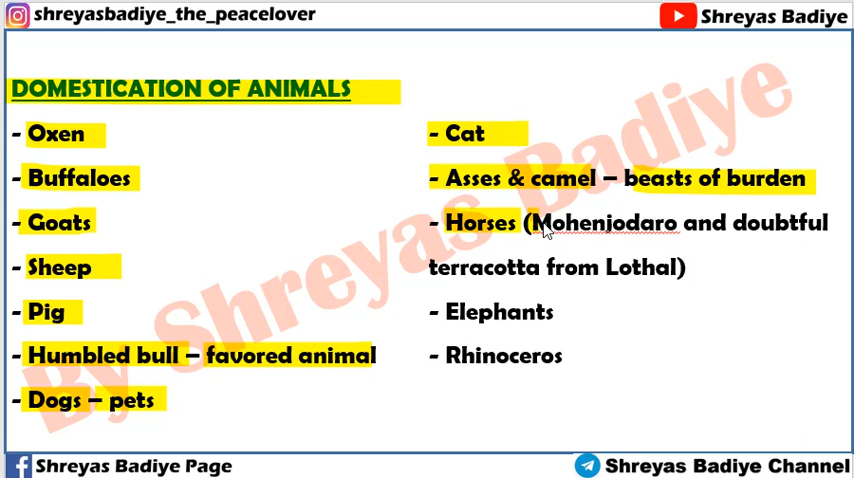 shreyasbadiye_the_peacelover
Shreyas Badiye
DOMESTICATION OF ANIMALS
- Oxen
- Buffaloes
- Goats
- Sheep
- Pig
- Humbled bull – favored animal
- Dogs – pets
- Cat
- Asses & camel – beasts of burden
- Horses (Mohenjodaro and doubtful
terracotta from Lothal)
- Elephants
- Rhinoceros
By Shreyas Badiye
Shreyas Badiye Page
Shreyas Badiye Channel